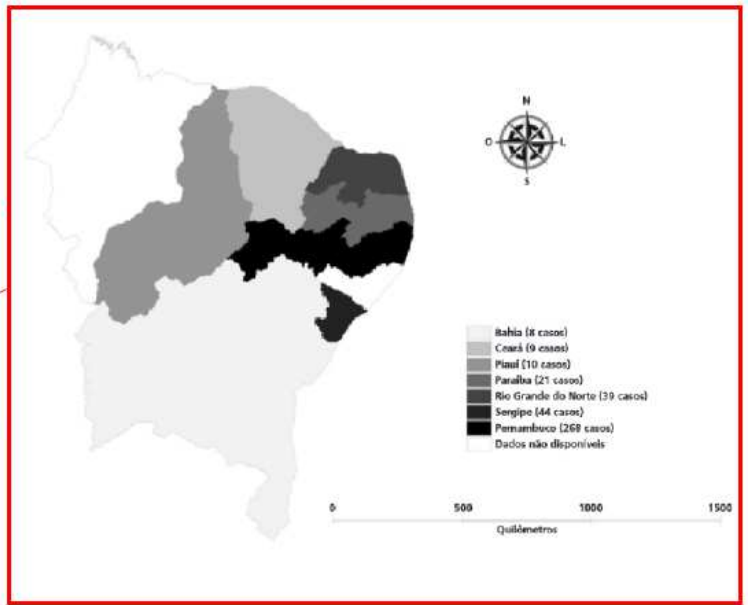 N
O L
S
Bahia (8 casos)
Ceará (9 casos)
Piauí (10 casos)
Paraíba (21 casos)
Rio Grande do Norte (39 casos)
Sergipe (44 casos)
Pernambuco (268 casos)
Dados não disponíveis
0 500 1000 1500
Quilômetros